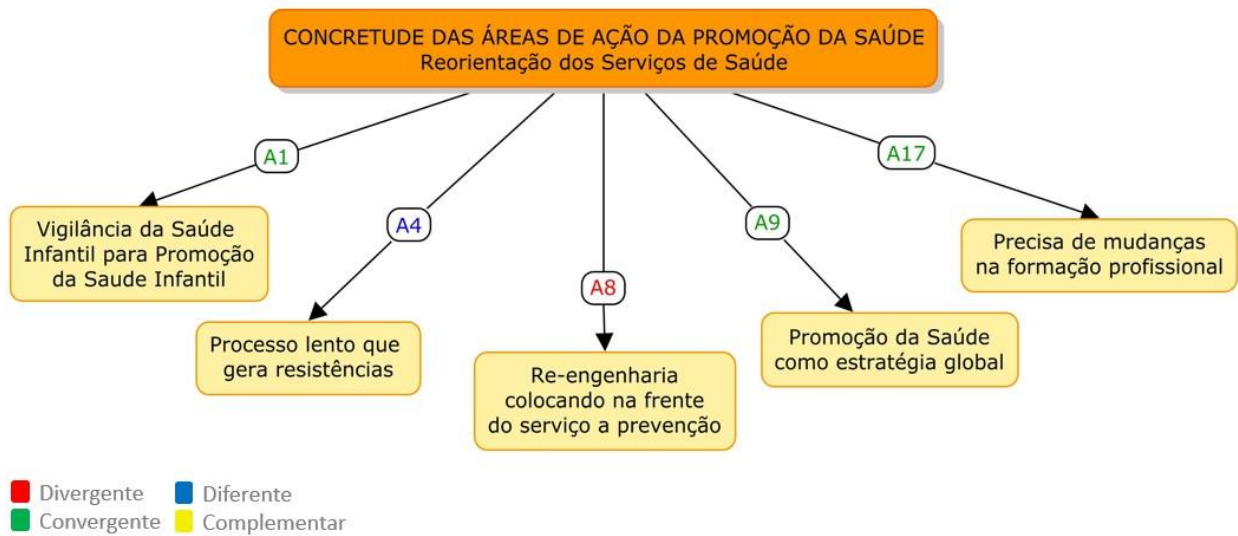 CONCRETUDE DAS ÁREAS DE AÇÃO DA PROMOÇÃO DA SAÚDE
Reorientação dos Serviços de Saúde
A1
A4
A8
A9
A17
Vigilância da Saúde
Infantil para Promoção
da Saude Infantil
Processo lento que
gera resistências
Re-engenharia
colocando na frente
do serviço a prevenção
Promoção da Saúde
como estratégia global
Precisa de mudanças
na formação profissional
Divergente
Diferente
Convergente
Complementar